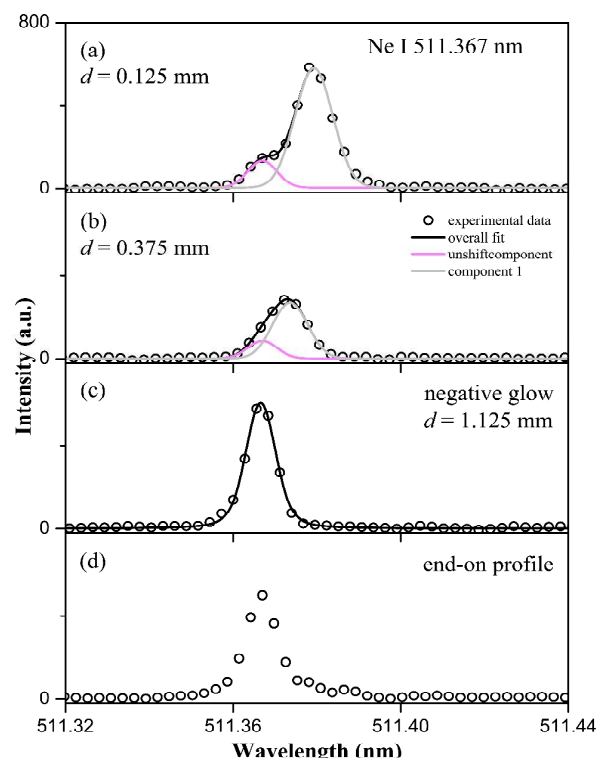 800
(a)
Ne I 511.367 nm
d = 0.125 mm
0
(b)
d = 0.375 mm
experimental data
overall fit
unshiftcomponent
component 1
0
(c)
negative glow
d = 1.125 mm
0
(d)
end-on profile
0
Intensity (a.u.)
511.32
511.36
511.40
511.44
Wavelength (nm)